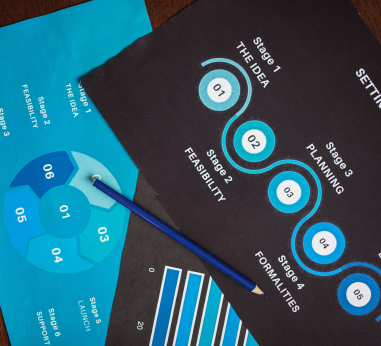 Stage 1
THE IDEA
01
SETTIN
02
Stage 2
FEASIBILITY
Stage 3
PLANNING
03
04
Stage 4
FORMALITIES
05
Stage 1
THE IDEA
Stage 2
FEASIBILITY
Stage 3
06
05
01
03
04
Stage 5
LAUNCH
Stage 6
SUPPORT
0
20